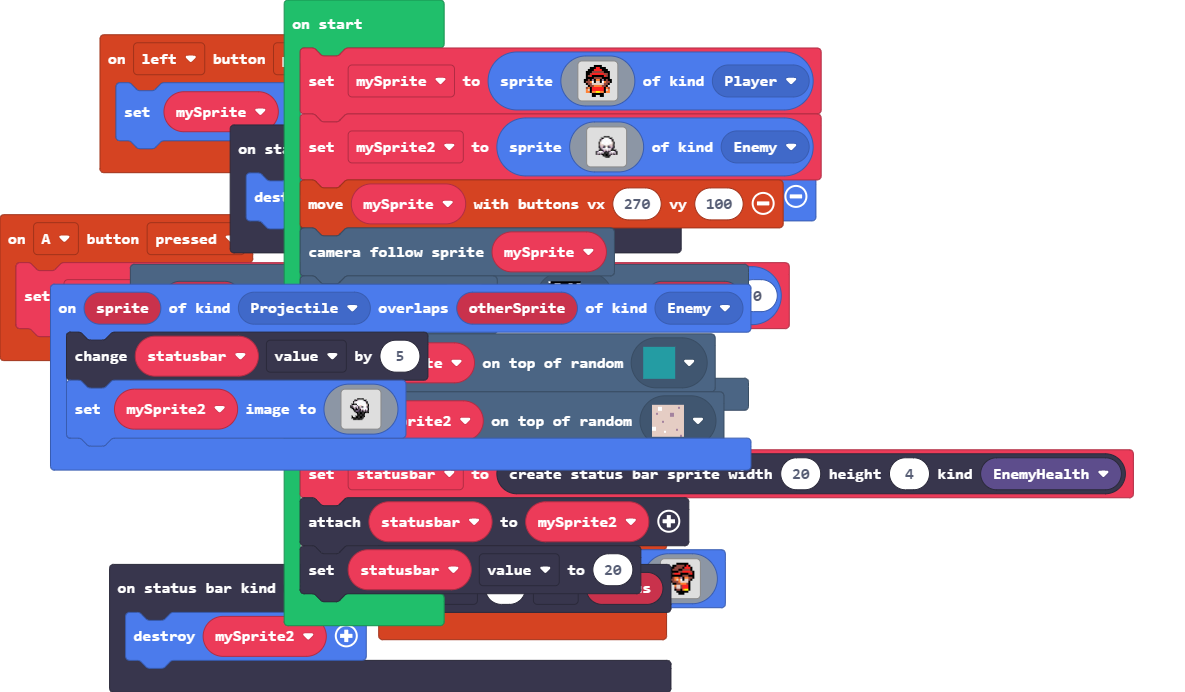 on start
on left button
set mySprite to sprite of kind Player
set mySprite
set mySprite2 to sprite of kind Enemy
on
move mySprite with buttons vx 270 vy 100
on A button pressed
camera follow sprite mySprite
set
0
on sprite of kind Projectile overlaps otherSprite of kind Enemy
change statusbar value by 5
on top of random
set mySprite2 image to
on top of random
set statusbar to create status bar sprite width 20 height 4 kind EnemyHealth
attach statusbar to mySprite2
set statusbar value to 20
on status bar kind
destroy mySprite2